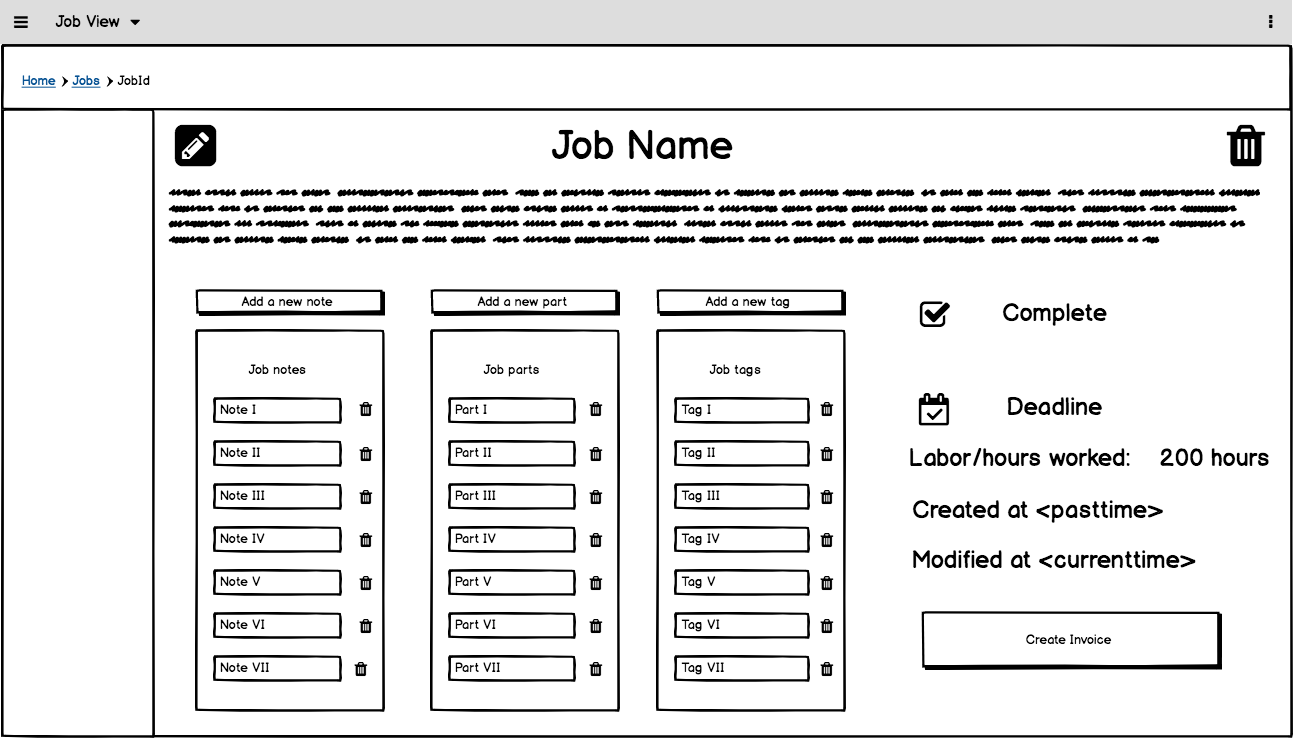 Job View
Home > Jobs > JobId
Job Name
Add a new note
Job notes
Note I
Note II
Note III
Note IV
Note V
Note VI
Note VII
Add a new part
Job parts
Part I
Part II
Part III
Part IV
Part V
Part VI
Part VII
Add a new tag
Job tags
Tag I
Tag II
Tag III
Tag IV
Tag V
Tag VI
Tag VII
Complete
Deadline
Labor/hours worked: 200 hours
Created at <pasttime>
Modified at <currenttime>
Create Invoice